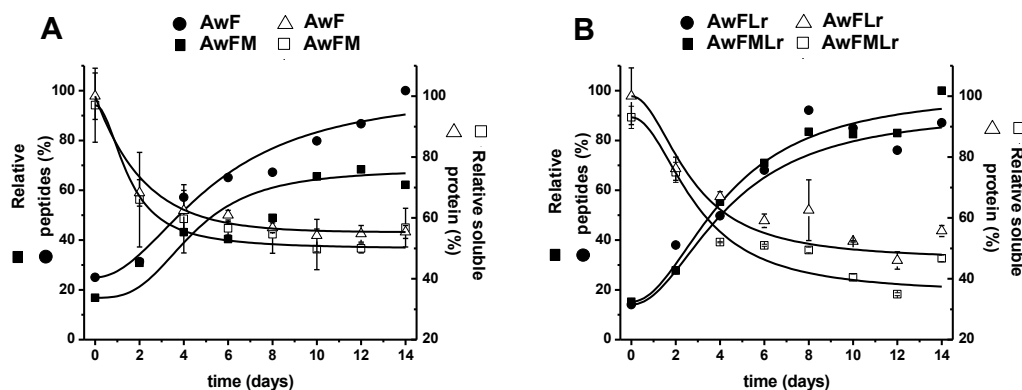 A
AwF
AwF
AwFM
AwFM
Relative
peptides (%)
100
80
60
40
20
0
0
2
4
6
8
10
12
14
time (days)
100
80
60
40
20
Relative soluble
protein (%)
B
AwFLr
AwFLr
AwFMLr
AwFMLr
Relative
peptides (%)
100
80
60
40
20
0
0
2
4
6
8
10
12
14
time (days)
100
80
60
40
20
Relative soluble
protein (%)